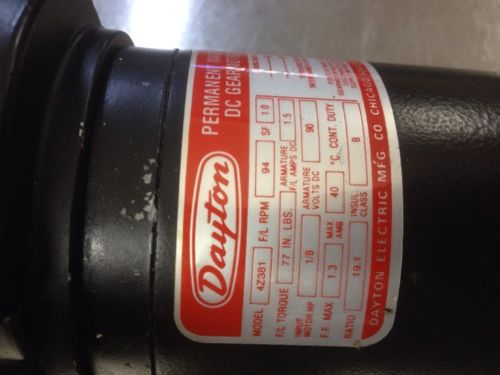 Dayton
PERMANENT
DC GEAR
MODEL 4Z381 F/L RPM 94 SF 1.0
F/L TORQUE 77 IN. LBS. ARMATURE F/L AMPS DC 1.5
INPUT MOTOR HP 1/8 ARMATURE VOLTS DC 90
F.F. MAX 1.3 MAX AMB. 40 °C. CONT. DUTY
RATIO 19.1 INSUL CLASS B
DAYTON ELECTRIC MFG. CO. CHICAGO